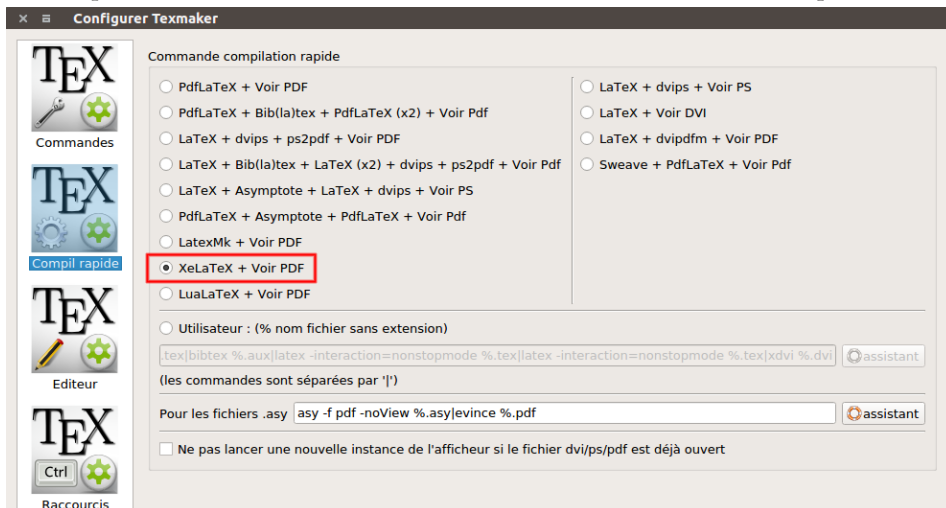 Configurer Texmaker
TEX
Commandes
TEX
Compil rapide
TEX
Editeur
TEX
Ctrl
Raccourcis
Commande compilation rapide
PdfLaTeX + Voir PDF
PdfLaTeX + Bib(la)tex + PdfLaTeX (x2) + Voir Pdf
LaTeX + dvips + ps2pdf + Voir PDF
LaTeX + Bib(la)tex + LaTeX (x2) + dvips + ps2pdf + Voir Pdf
LaTeX + Asymptote + LaTeX + dvips + Voir PS
PdfLaTeX + Asymptote + PdfLaTeX + Voir Pdf
LatexMk + Voir PDF
XeLaTeX + Voir PDF
LuaLaTeX + Voir PDF
LaTeX + dvips + Voir PS
LaTeX + Voir DVI
LaTeX + dvipdfm + Voir PDF
Sweave + PdfLaTeX + Voir Pdf
Utilisateur : (% nom fichier sans extension)
.tex|bibtex %.aux|latex -interaction=nonstopmode %.tex|latex -interaction=nonstopmode %.tex|xdvi %.dvi assistant
(les commandes sont séparées par '|')
Pour les fichiers .asy asy -f pdf -noView %.asy|evince %.pdf assistant
Ne pas lancer une nouvelle instance de l'afficheur si le fichier dvi/ps/pdf est déjà ouvert